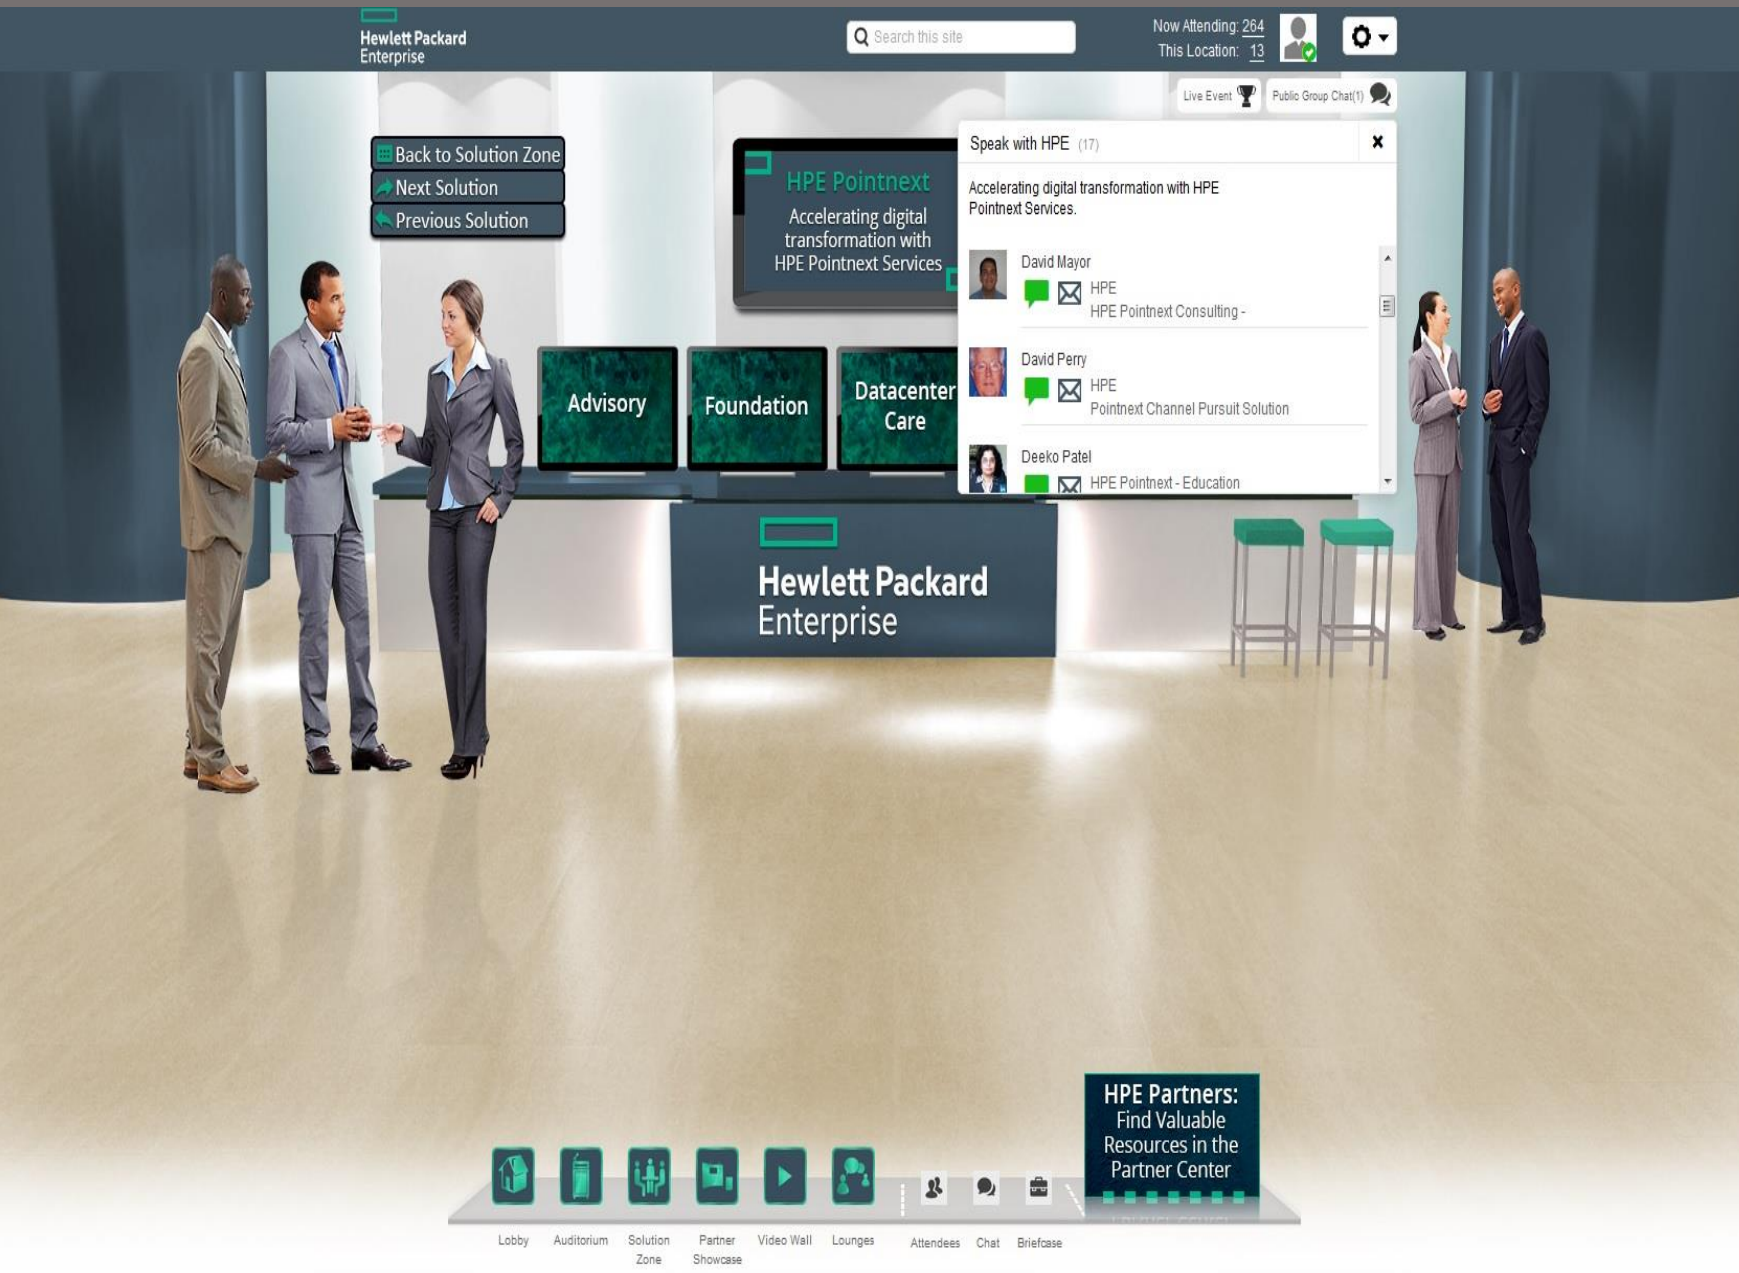 Hewlett Packard
Enterprise
Search this site
Now Attending: 264
This Location: 13
Live Event
Public Group Chat(1)
Back to Solution Zone
Next Solution
Previous Solution
HPE Pointnext
Accelerating digital
transformation with
HPE Pointnext Services
Speak with HPE (17)
Accelerating digital transformation with HPE
Pointnext Services.
David Mayor
HPE
HPE Pointnext Consulting -
David Perry
HPE
Pointnext Channel Pursuit Solution
Deeko Patel
HPE Pointnext - Education
Advisory
Foundation
Datacenter
Care
Hewlett Packard
Enterprise
HPE Partners:
Find Valuable
Resources in the
Partner Center
Lobby
Auditorium
Solution
Zone
Partner
Showcase
Video Wall
Lounges
Attendees
Chat
Briefcase